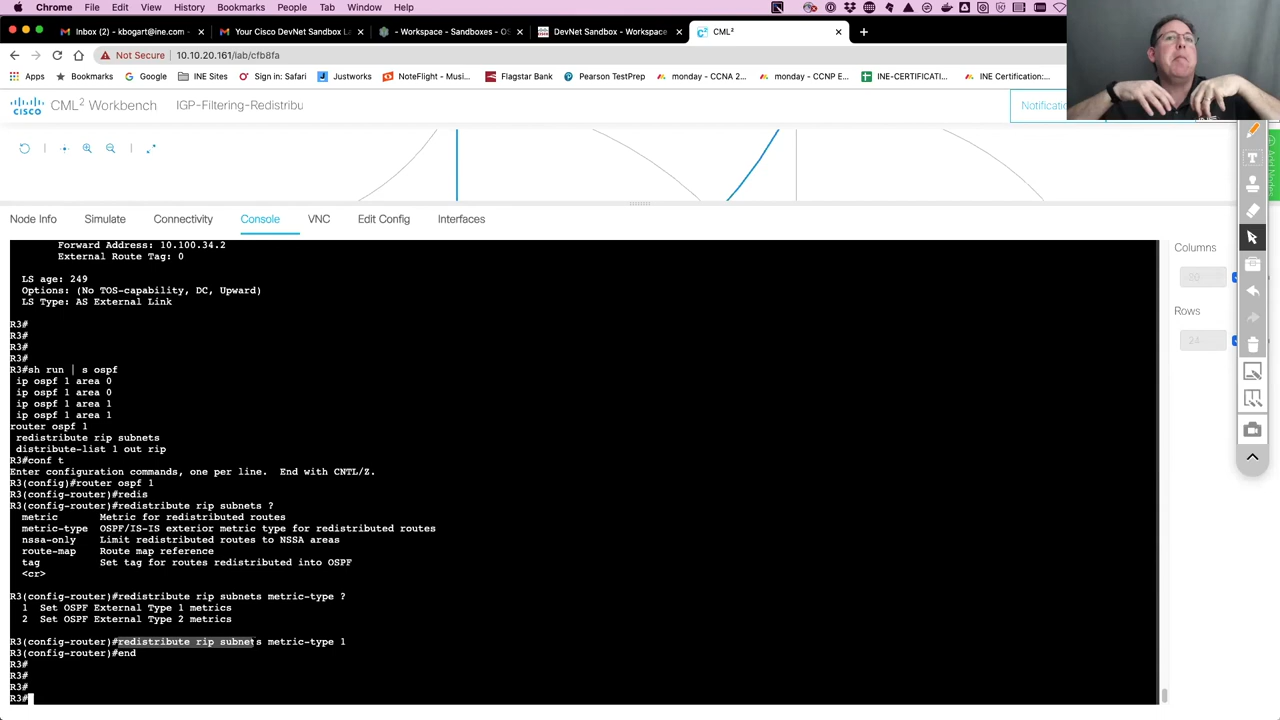 Chrome File Edit View History Bookmarks People Tab Window Help
Inbox (2) - kbogart@ine.com -
Your Cisco DevNet Sandbox La
- Workspace - Sandboxes - OS
DevNet Sandbox - Workspace
CML²
Not Secure 10.10.20.161/lab/cfb8fa
Apps Bookmarks Google INE Sites Sign in: Safari Justworks NoteFlight - Musi... Flagstar Bank Pearson TestPrep monday - CCNA 2... monday - CCNP E... INE-CERTIFICATI... INE Certification:...
CISCO CML² Workbench IGP-Filtering-Redistribu
Notificatio
Add Nodes
Node Info Simulate Connectivity Console VNC Edit Config Interfaces
Forward Address: 10.100.34.2
External Route Tag: 0
LS age: 249
Options: (No TOS-capability, DC, Upward)
LS Type: AS External Link
R3#
R3#
R3#
R3#
R3#sh run | s ospf
ip ospf 1 area 0
ip ospf 1 area 0
ip ospf 1 area 1
ip ospf 1 area 1
router ospf 1
redistribute rip subnets
distribute-list 1 out rip
R3#conf t
Enter configuration commands, one per line. End with CNTL/Z.
R3(config)#router ospf 1
R3(config-router)#redis
R3(config-router)#redistribute rip subnets ?
metric Metric for redistributed routes
metric-type OSPF/IS-IS exterior metric type for redistributed routes
nssa-only Limit redistributed routes to NSSA areas
route-map Route map reference
tag Set tag for routes redistributed into OSPF
<cr>
R3(config-router)#redistribute rip subnets metric-type ?
1 Set OSPF External Type 1 metrics
2 Set OSPF External Type 2 metrics
R3(config-router)#redistribute rip subnets metric-type 1
R3(config-router)#end
R3#
R3#
R3#
R3#
Columns
20
Rows
24